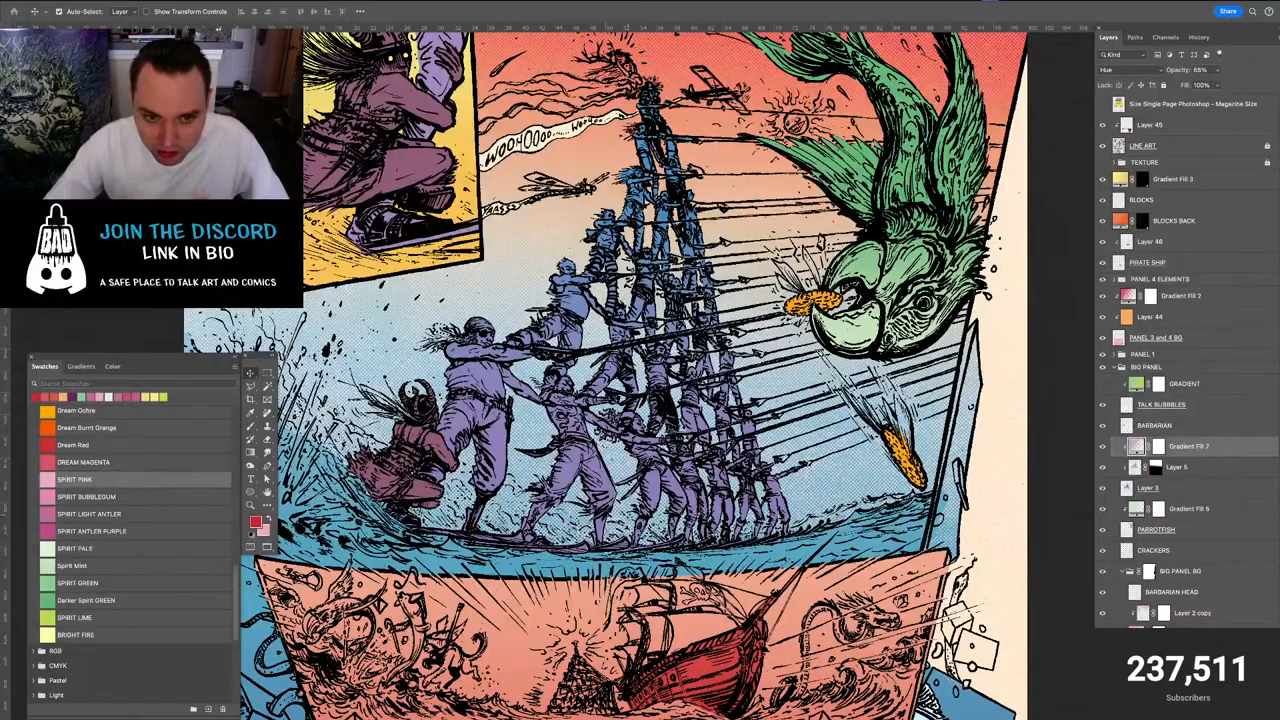 Auto-Select:
Layer
Show Transform Controls
Share
WOOHOOOO
JOIN THE DISCORD
LINK IN BIO
A SAFE PLACE TO TALK ART AND COMICS
BAD
Swatches
Gradients
Color
Search Swatches
Dream Ochre
Dream Burnt Orange
Dream Red
DREAM MAGENTA
SPIRIT PINK
SPIRIT BUBBLEGUM
SPIRIT LIGHT ANTLER
SPIRIT ANTLER PURPLE
SPIRIT PALE
Spirit Mint
SPIRIT GREEN
Darker Spirit GREEN
SPIRIT LIME
BRIGHT FIRE
RGB
CMYK
Pastel
Light
Layers
Paths
Channels
History
Kind
Hue
Opacity: 66%
Lock:
Fill: 100%
Size Single Page Photoshop - Magazine Size
Layer 45
LINE ART
TEXTURE
Gradient Fill 3
BLOCKS
BLOCKS BACK
Layer 46
PIRATE SHIP
PANEL 4 ELEMENTS
Gradient Fill 2
Layer 44
PANEL 3 and 4 BG
PANEL 1
BIG PANEL
GRADIENT
TALK BUBBLES
BARBARIAN
Gradient Fill 7
Layer 5
Layer 3
Gradient Fill 5
PARROTFISH
CRACKERS
BIG PANEL BG
BARBARIAN HEAD
Layer 2 copy
237,511
Subscribers